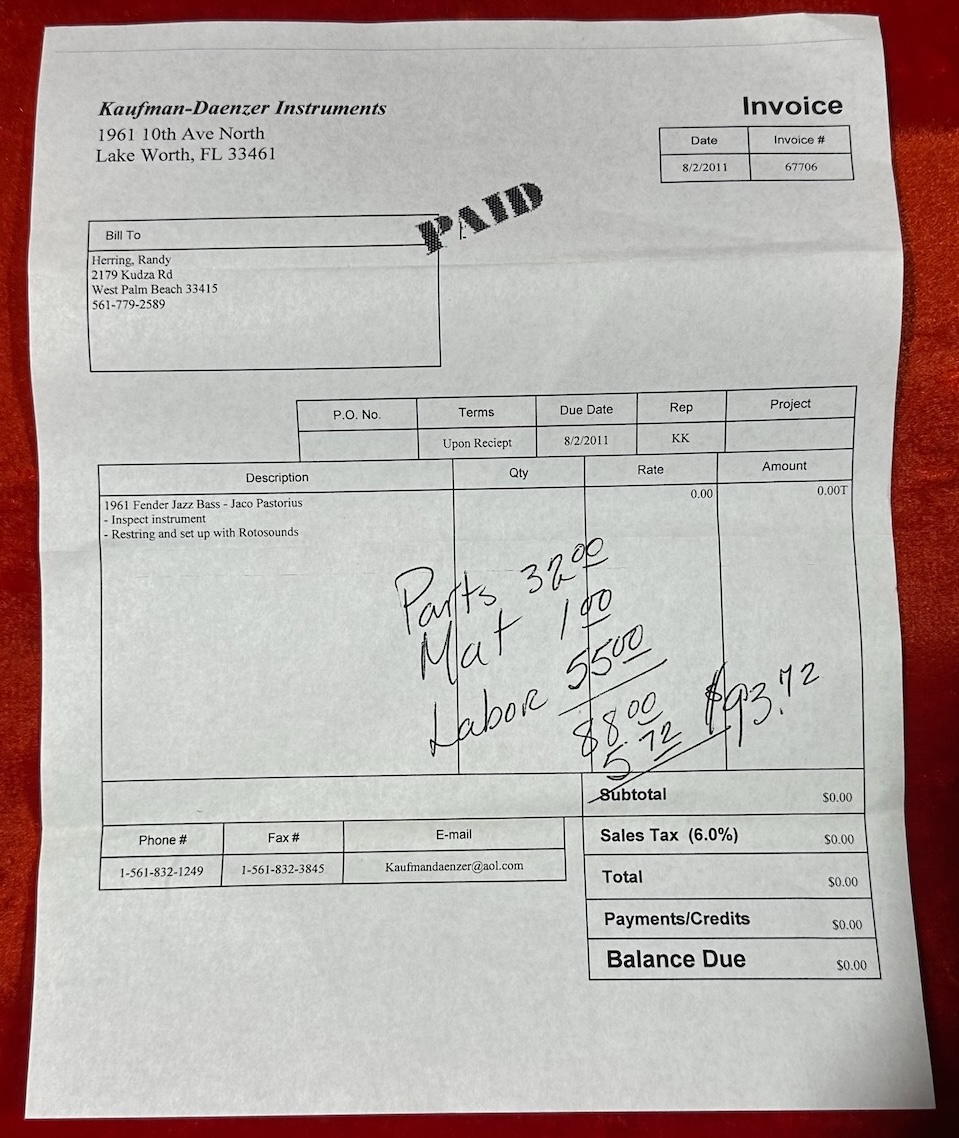 Kaufman-Daenzer Instruments
1961 10th Ave North
Lake Worth, FL 33461
Invoice
Date Invoice #
8/2/2011 67706
PAID
Bill To
Herring, Randy
2179 Kudza Rd
West Palm Beach 33415
561-779-2589
P.O. No. Terms Due Date Rep Project
Upon Reciept 8/2/2011 KK
Description Qty Rate Amount
1961 Fender Jazz Bass - Jaco Pastorius 0.00 0.00T
- Inspect instrument
- Restring and set up with Rotosounds
Parts 32 00
Mat 1 00
Labor 55 00
88 00
5 72 $93.72
Subtotal $0.00
Sales Tax (6.0%) $0.00
Total $0.00
Payments/Credits $0.00
Balance Due $0.00
Phone # Fax # E-mail
1-561-832-1249 1-561-832-3845 Kaufmandaenzer@aol.com